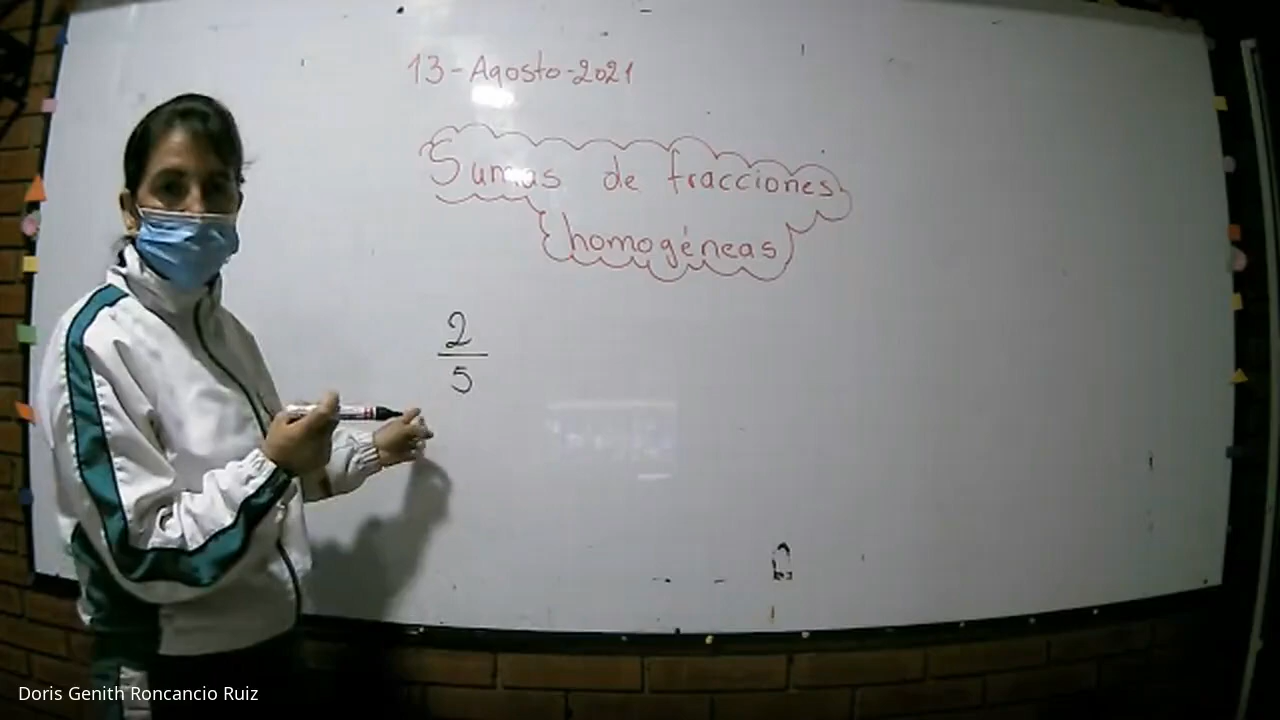 13-Agosto-2021
Sumas de fracciones
homogéneas
2
5
Doris Genith Roncancio Ruiz